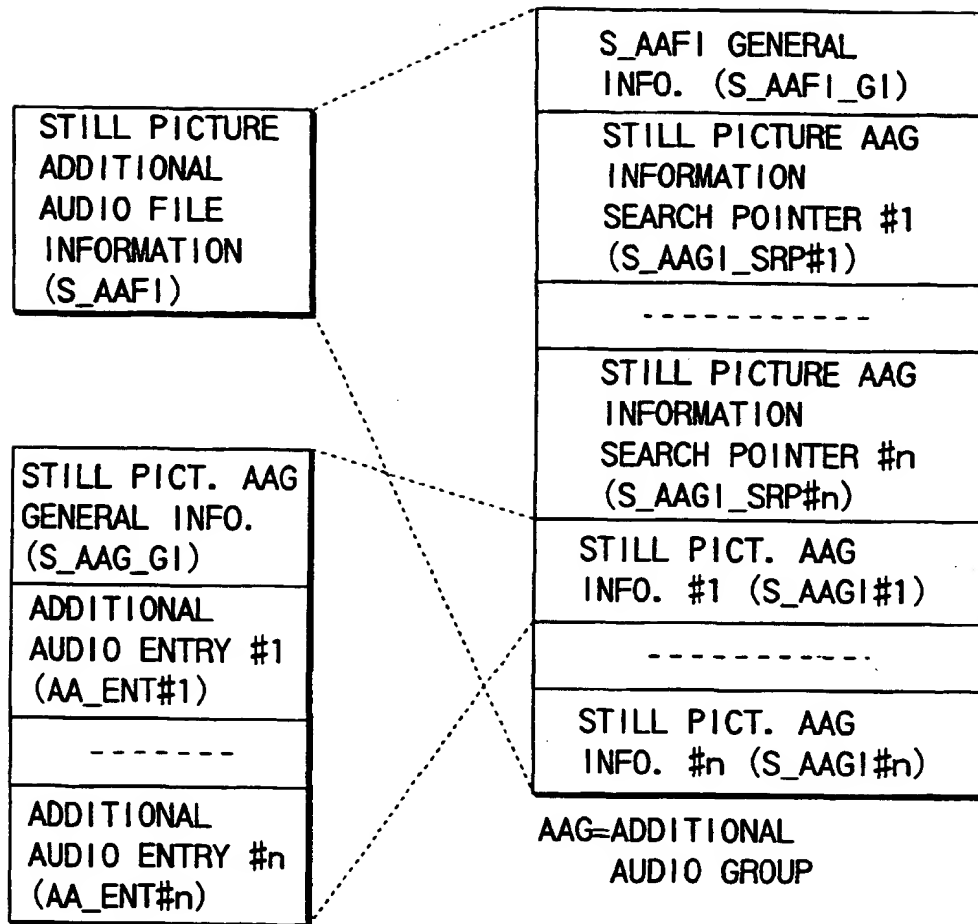 STILL PICTURE
ADDITIONAL
AUDIO FILE
INFORMATION
(S_AAFI)
STILL PICT. AAG
GENERAL INFO.
(S_AAG_GI)
ADDITIONAL
AUDIO ENTRY #1
(AA_ENT#1)
-------
ADDITIONAL
AUDIO ENTRY #n
(AA_ENT#n)
S_AAFI GENERAL
INFO. (S_AAFI_GI)
STILL PICTURE AAG
INFORMATION
SEARCH POINTER #1
(S_AAGI_SRP#1)
-----------
STILL PICTURE AAG
INFORMATION
SEARCH POINTER #n
(S_AAGI_SRP#n)
STILL PICT. AAG
INFO. #1 (S_AAGI#1)
-----------
STILL PICT. AAG
INFO. #n (S_AAGI#n)
AAG=ADDITIONAL
AUDIO GROUP